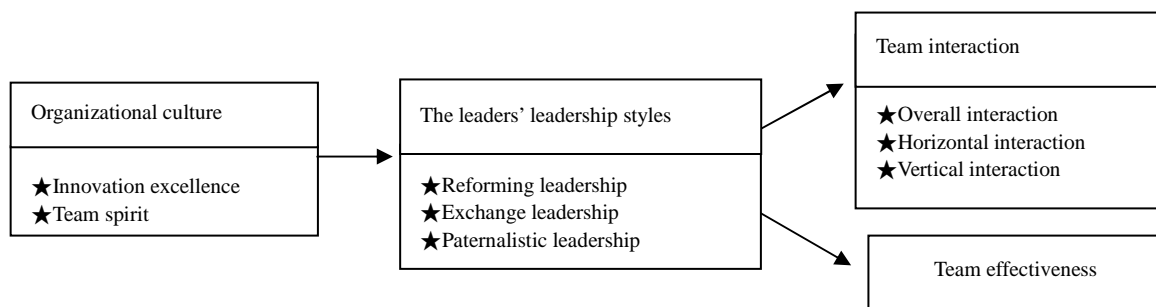 Organizational culture
★Innovation excellence
★Team spirit
The leaders’ leadership styles
★Reforming leadership
★Exchange leadership
★Paternalistic leadership
Team interaction
★Overall interaction
★Horizontal interaction
★Vertical interaction
Team effectiveness